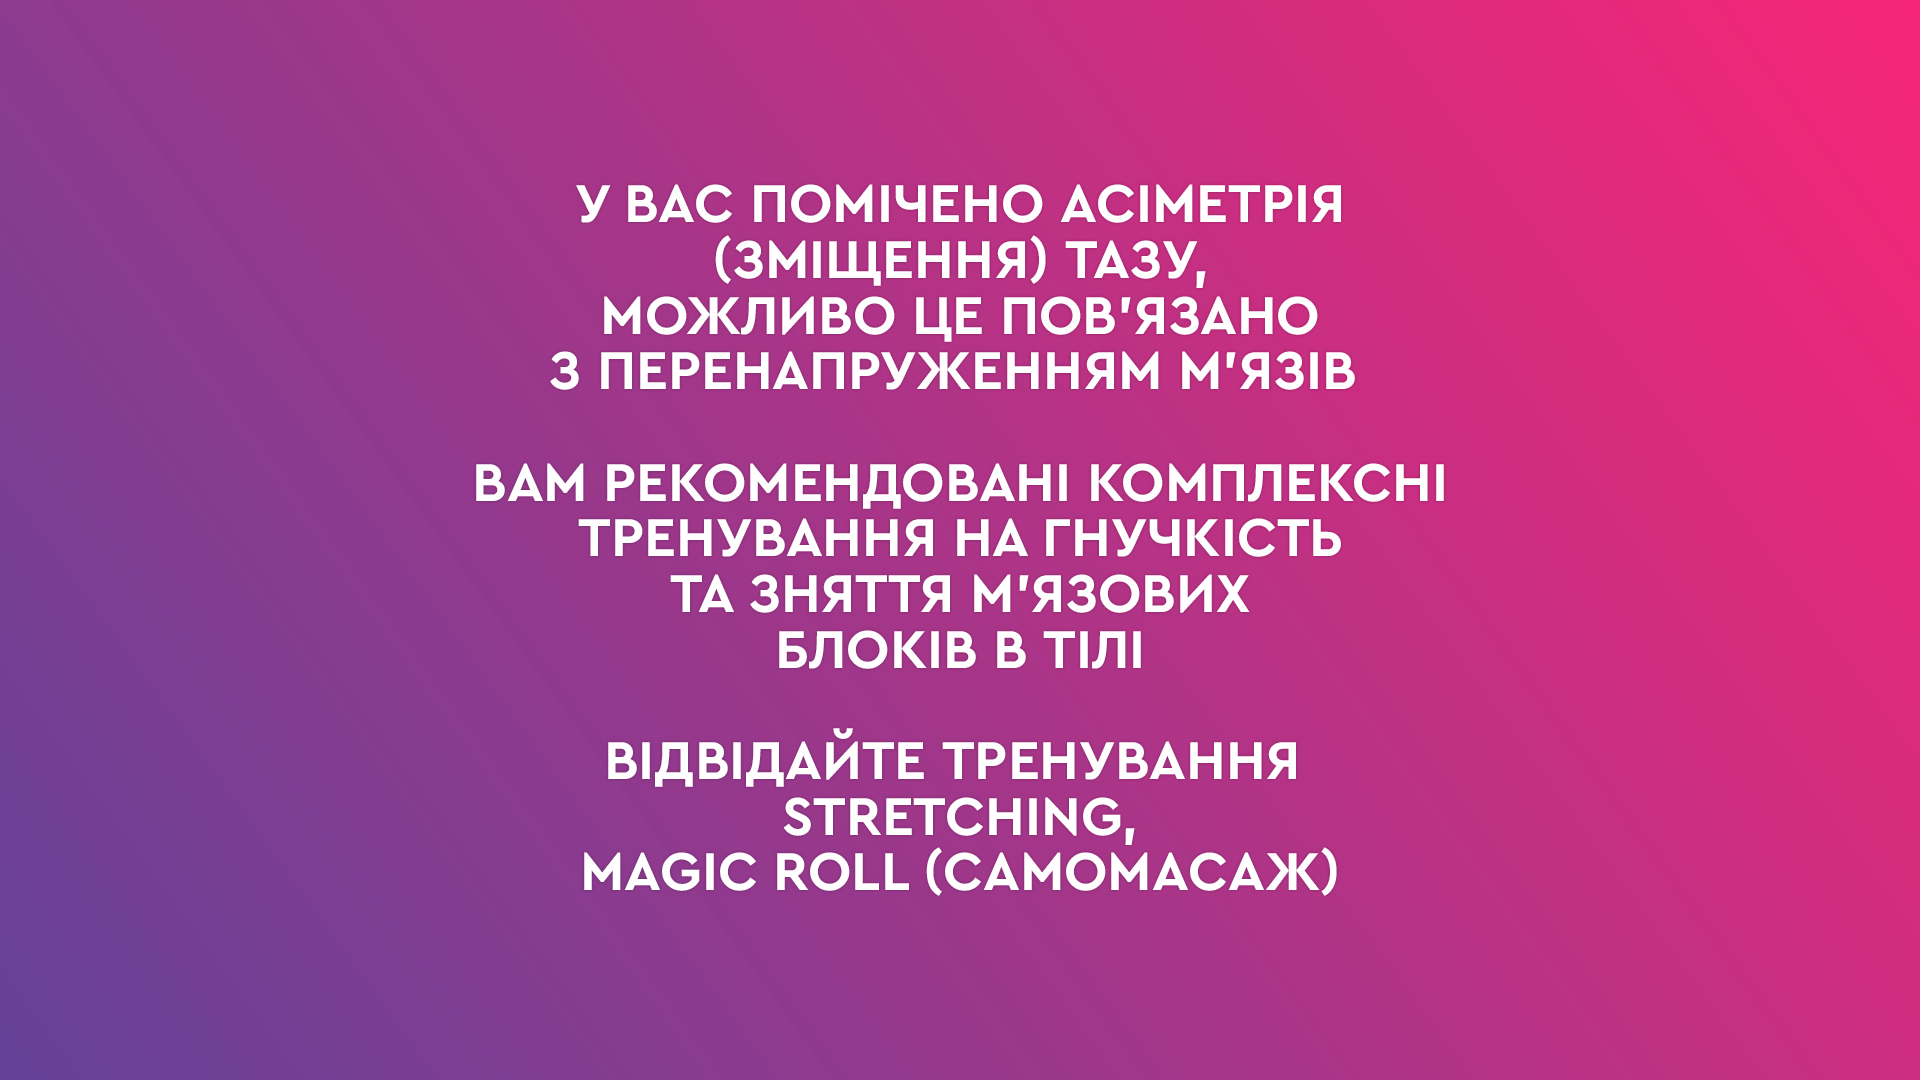 У ВАС ПОМІЧЕНО АСІМЕТРІЯ
(ЗМІЩЕННЯ) ТАЗУ,
МОЖЛИВО ЦЕ ПОВ'ЯЗАНО
З ПЕРЕНАПРУЖЕННЯМ М'ЯЗІВ
ВАМ РЕКОМЕНДОВАНІ КОМПЛЕКСНІ
ТРЕНУВАННЯ НА ГНУЧКІСТЬ
ТА ЗНЯТТЯ М'ЯЗОВИХ
БЛОКІВ В ТІЛІ
ВІДВІДАЙТЕ ТРЕНУВАННЯ
STRETCHING,
MAGIC ROLL (САМОМАСАЖ)